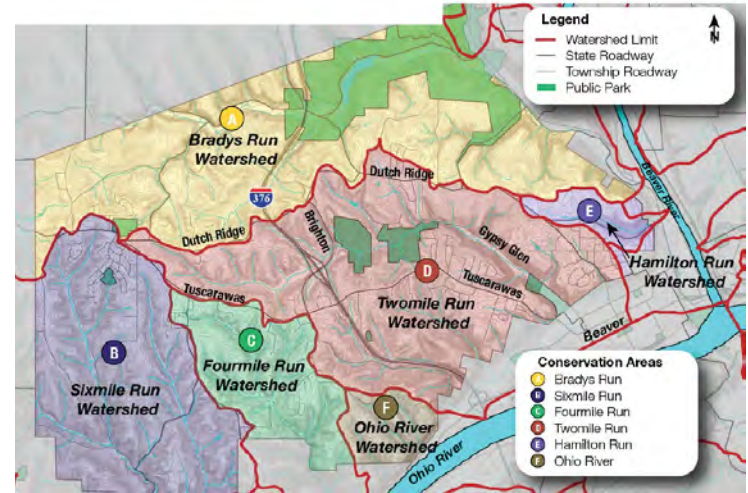 Legend
Watershed Limit
State Roadway
Township Roadway
Public Park
N
A
Bradys Run
Watershed
376
Dutch Ridge
Dutch Ridge
Brighton
Gypsy Glen
Beaver River
E
Hamilton Run
Watershed
Tuscarawas
Tuscarawas
D
Twomile Run
Watershed
B
Sixmile Run
Watershed
C
Fourmile Run
Watershed
F
Ohio River
Watershed
Beaver
Ohio River
Conservation Areas
A Bradys Run
B Sixmile Run
C Fourmile Run
D Twomile Run
E Hamilton Run
F Ohio River